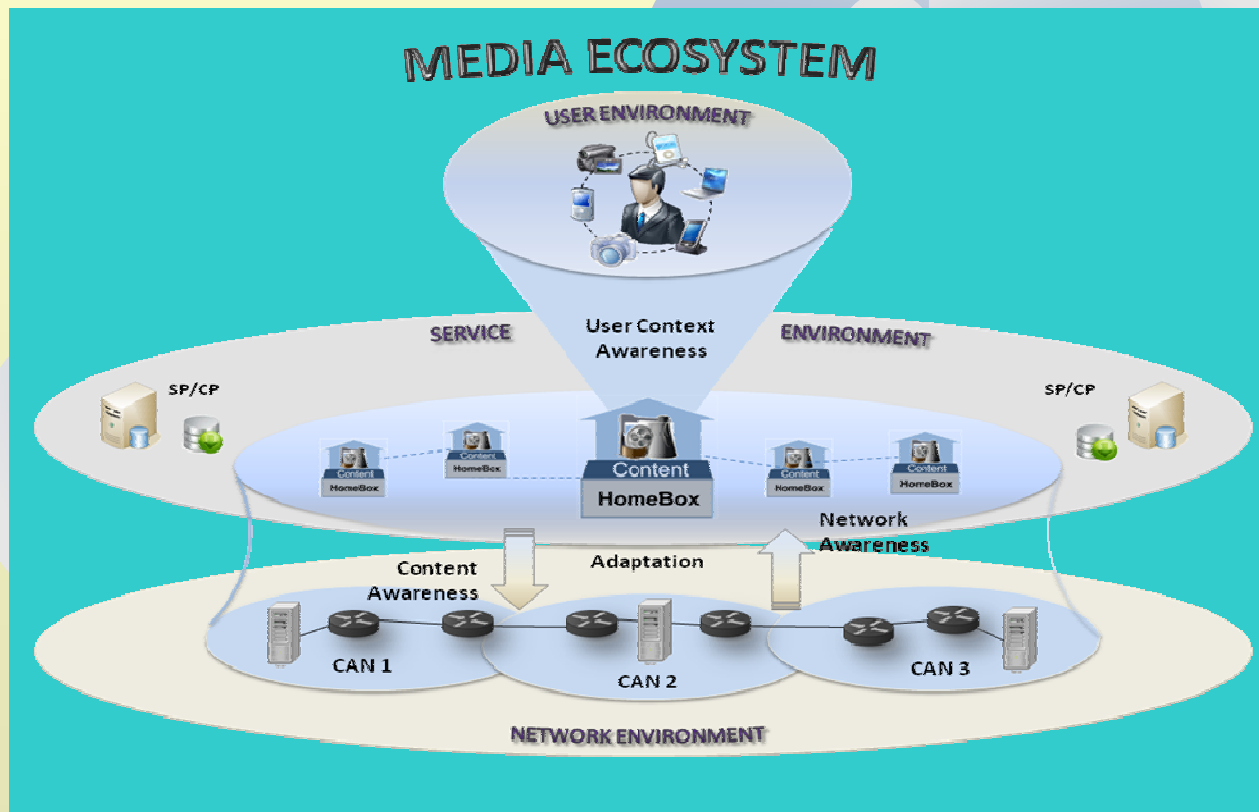 MEDIA ECOSYSTEM
USER ENVIRONMENT
User Context
Awareness
SERVICE
ENVIRONMENT
SP/CP
SP/CP
Content
HomeBox
Content
HomeBox
Content
HomeBox
Content
HomeBox
Content
HomeBox
Content
Awareness
Adaptation
Network
Awareness
CAN 1
CAN 2
CAN 3
NETWORK ENVIRONMENT